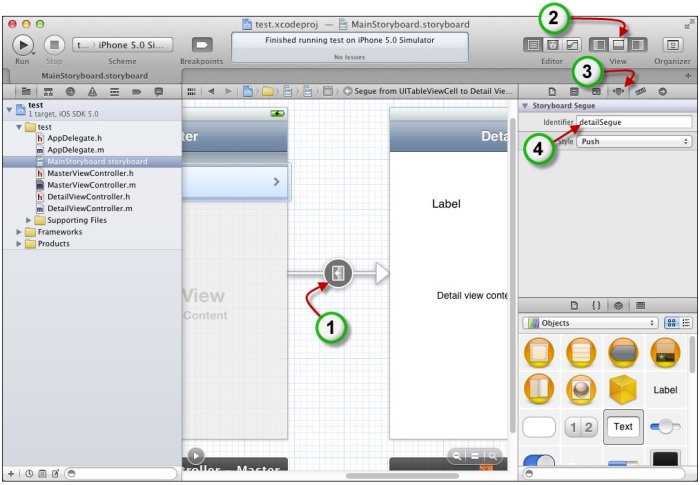 test.xcodeproj — MainStoryboard.storyboard
2
Run
Stop
t... iPhone 5.0 Si...
Scheme
Breakpoints
Finished running test on iPhone 5.0 Simulator
No Issues
Editor
View
Organizer
MainStoryboard.storyboard
3
Segue from UITableViewCell to Detail Vie...
test
1 target, iOS SDK 5.0
test
h AppDelegate.h
m AppDelegate.m
MainStoryboard.storyboard
h MasterViewController.h
m MasterViewController.m
h DetailViewController.h
m DetailViewController.m
Supporting Files
Frameworks
Products
ter
Deta
Label
Detail view conte
View
Content
1
Storyboard Segue
Identifier detailSegue
4
Style Push
{ }
Objects
Label
1 2
Text
troller – Master